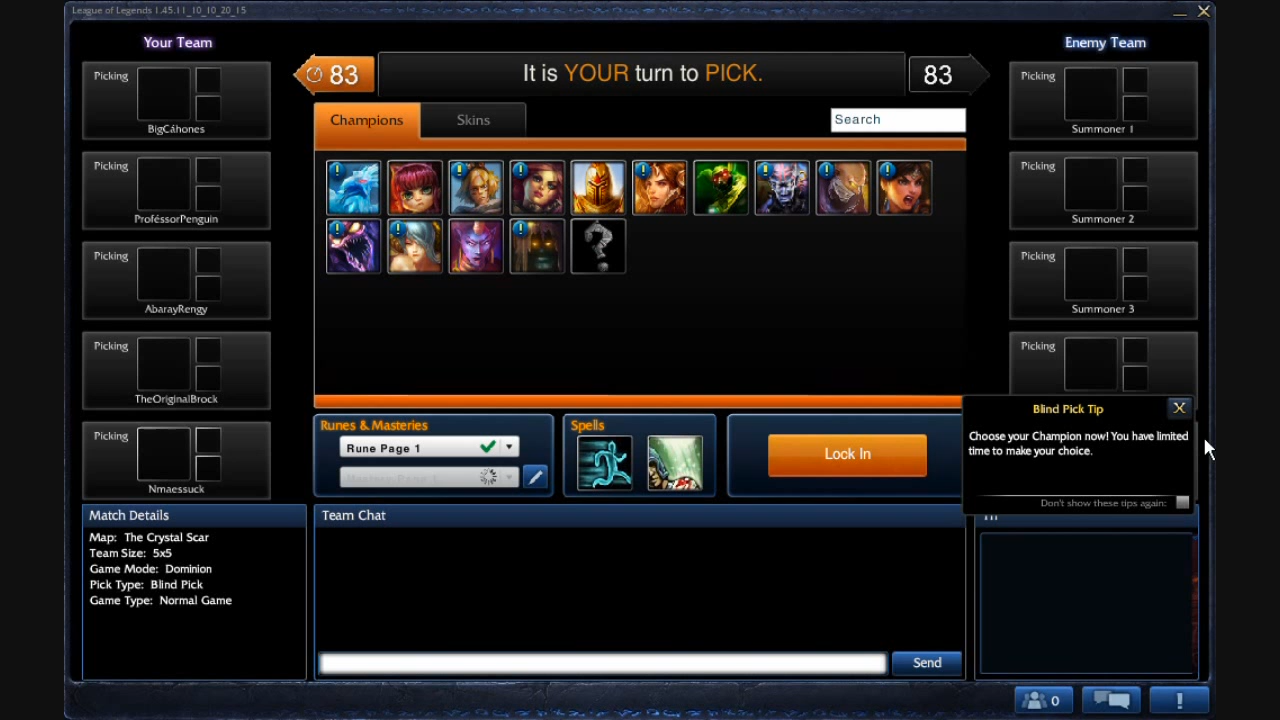 League of Legends 1.45.11_10_10_20_15
Your Team
Enemy Team
83
It is YOUR turn to PICK.
83
Picking
BigCáhones
Picking
ProféssorPenguin
Picking
AbarayRengy
Picking
TheOriginalBrock
Picking
Nmaessuck
Champions
Skins
Search
Picking
Summoner 1
Picking
Summoner 2
Picking
Summoner 3
Picking
Runes & Masteries
Rune Page 1
Spells
Lock In
Blind Pick Tip
Choose your Champion now! You have limited
time to make your choice.
Don't show these tips again:
Match Details
Map: The Crystal Scar
Team Size: 5x5
Game Mode: Dominion
Pick Type: Blind Pick
Game Type: Normal Game
Team Chat
Send
0